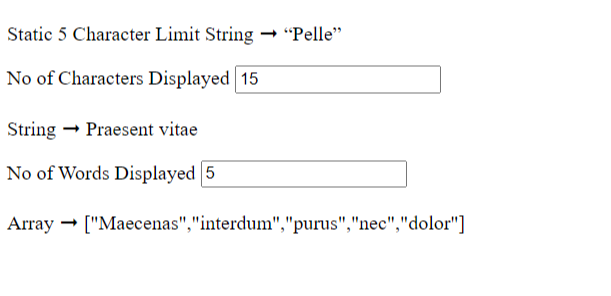 Static 5 Character Limit String → “Pelle”
No of Characters Displayed 15
String → Praesent vitae
No of Words Displayed 5
Array → ["Maecenas","interdum","purus","nec","dolor"]